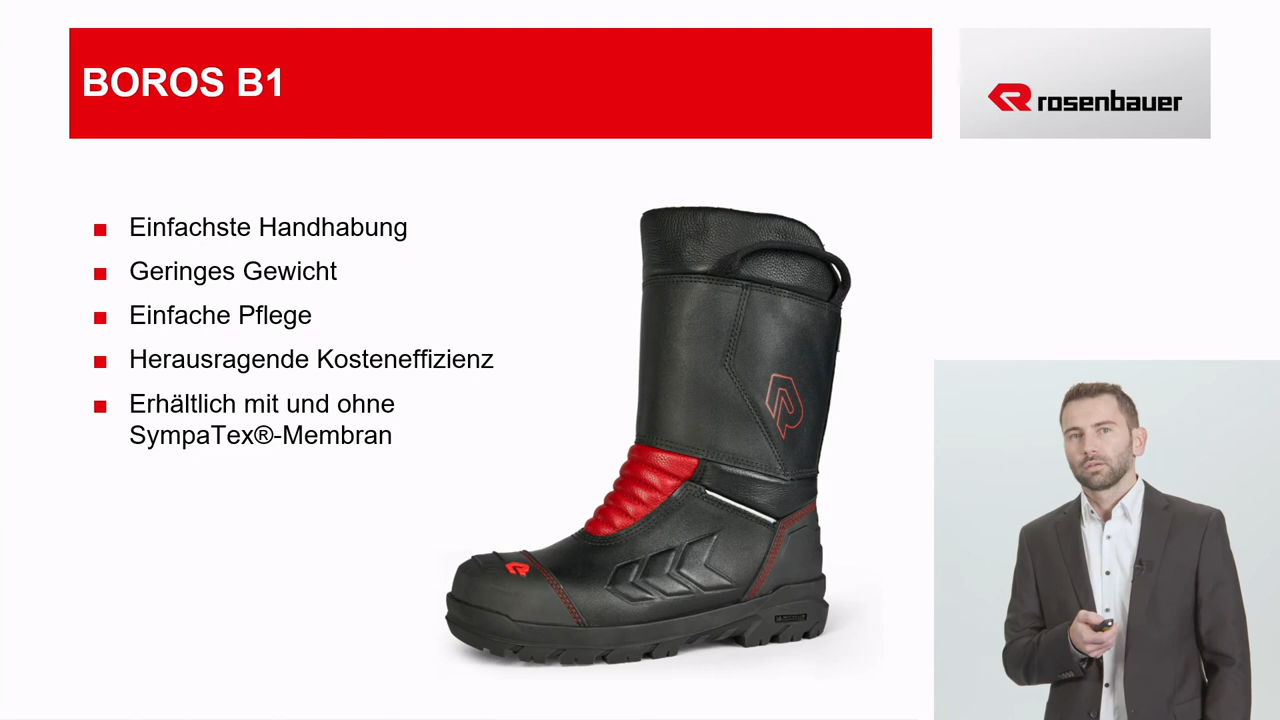 BOROS B1
rosenbauer
Einfachste Handhabung
Geringes Gewicht
Einfache Pflege
Herausragende Kosteneffizienz
Erhältlich mit und ohne
SympaTex®-Membran